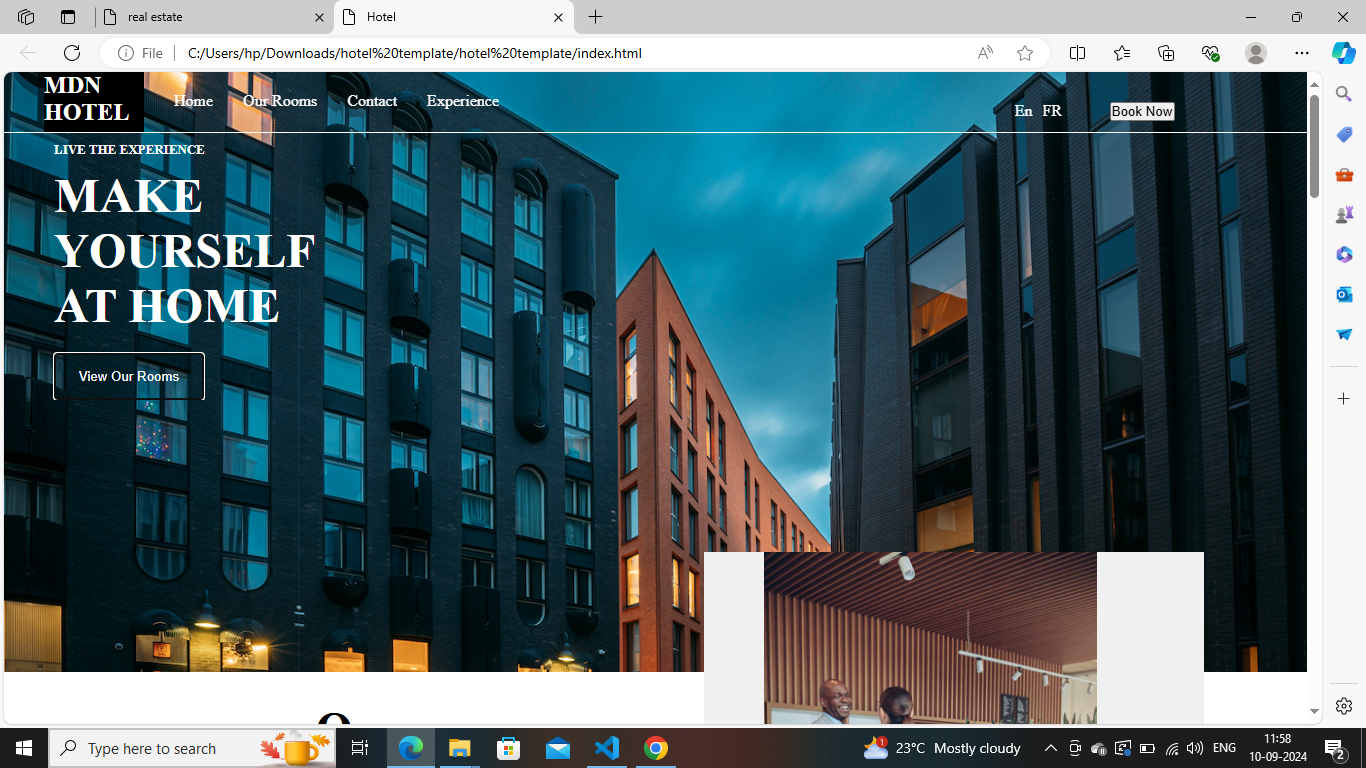 real estate
Hotel
File
C:/Users/hp/Downloads/hotel%20template/hotel%20template/index.html
MDN
HOTEL
Home
Our Rooms
Contact
Experience
En FR
Book Now
LIVE THE EXPERIENCE
MAKE
YOURSELF
AT HOME
View Our Rooms
Type here to search
1
23°C Mostly cloudy
ENG
11:58
10-09-2024
2